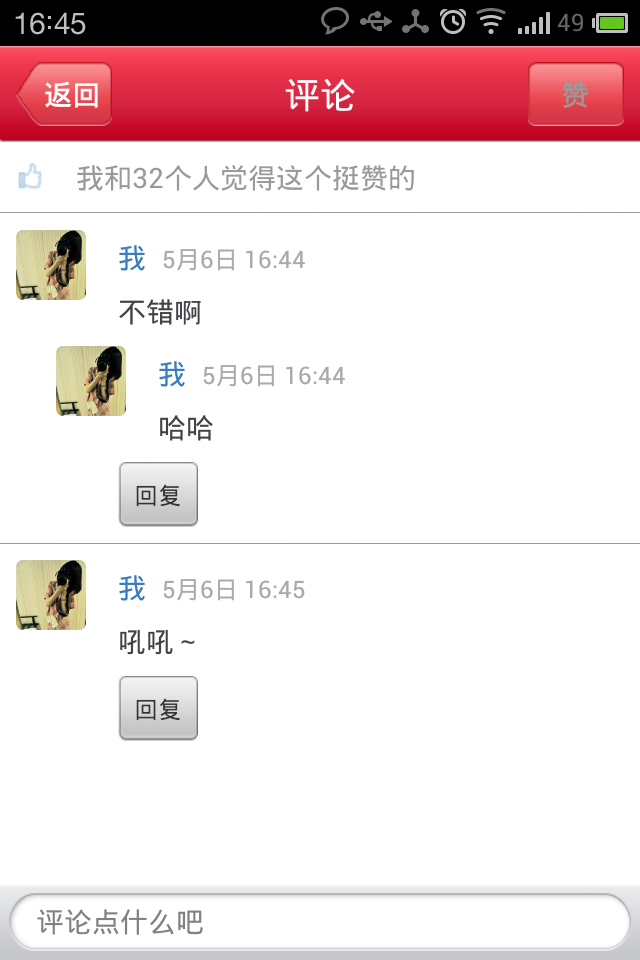 16:45 49
返回 评论 赞
我和32个人觉得这个挺赞的
我 5月6日 16:44
不错啊
我 5月6日 16:44
哈哈
回复
我 5月6日 16:45
吼吼 ~
回复
评论点什么吧